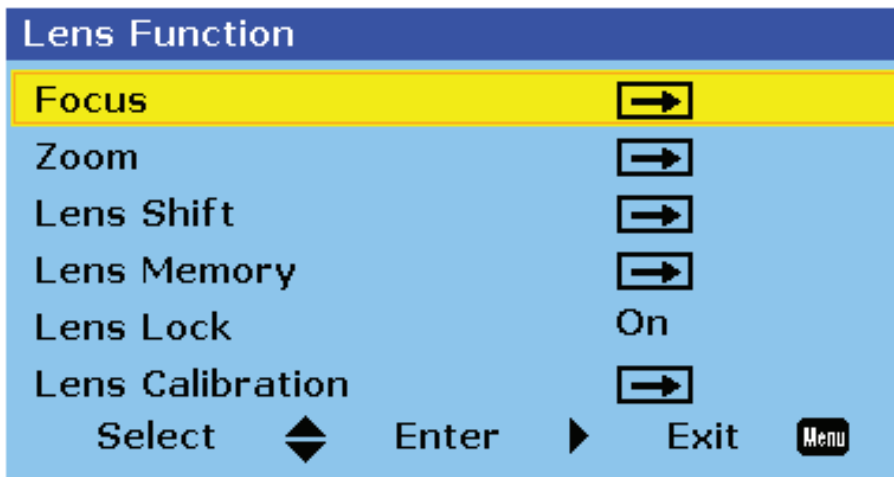 Lens Function
Focus
Zoom
Lens Shift
Lens Memory
Lens Lock On
Lens Calibration
Select Enter Exit Menu